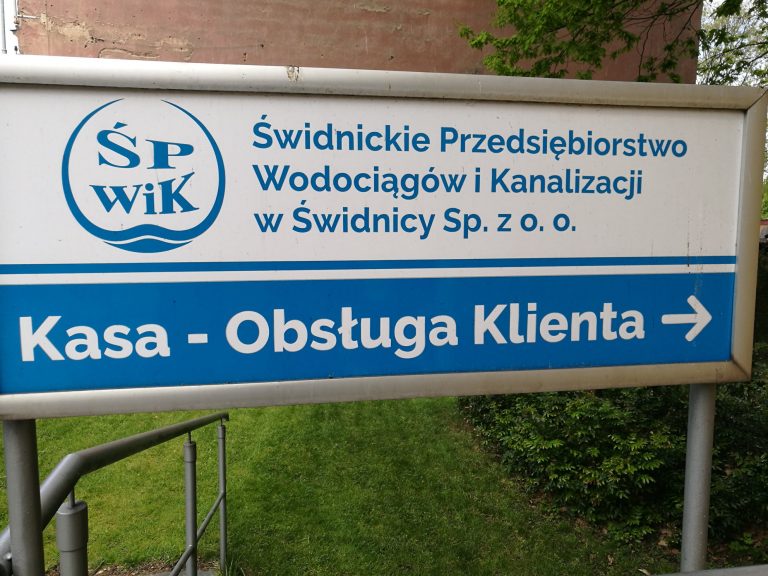 ŚP
WiK
Świdnickie Przedsiębiorstwo
Wodociągów i Kanalizacji
w Świdnicy Sp. z o. o.
Kasa - Obsługa Klienta →